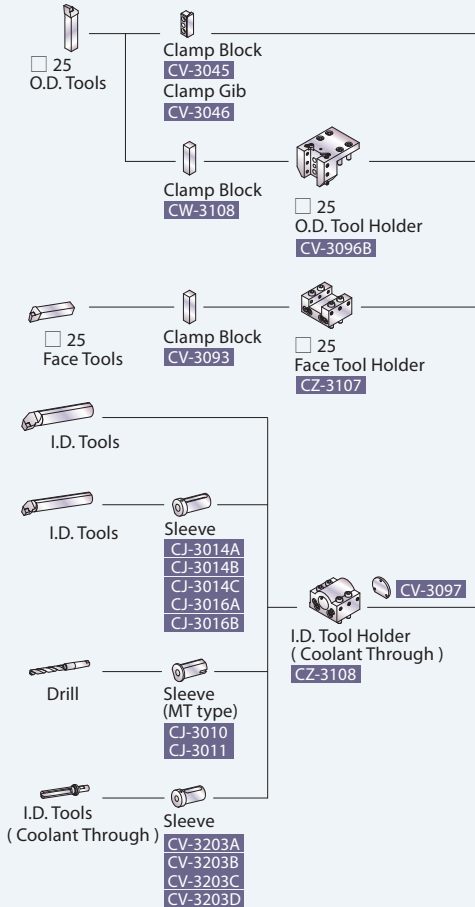 □ 25
O.D. Tools
Clamp Block
CV-3045
Clamp Gib
CV-3046
Clamp Block
CW-3108
□ 25
O.D. Tool Holder
CV-3096B
□ 25
Face Tools
Clamp Block
CV-3093
□ 25
Face Tool Holder
CZ-3107
I.D. Tools
I.D. Tools
Sleeve
CJ-3014A
CJ-3014B
CJ-3014C
CJ-3016A
CJ-3016B
CV-3097
I.D. Tool Holder
( Coolant Through )
CZ-3108
Drill
Sleeve
(MT type)
CJ-3010
CJ-3011
I.D. Tools
( Coolant Through )
Sleeve
CV-3203A
CV-3203B
CV-3203C
CV-3203D